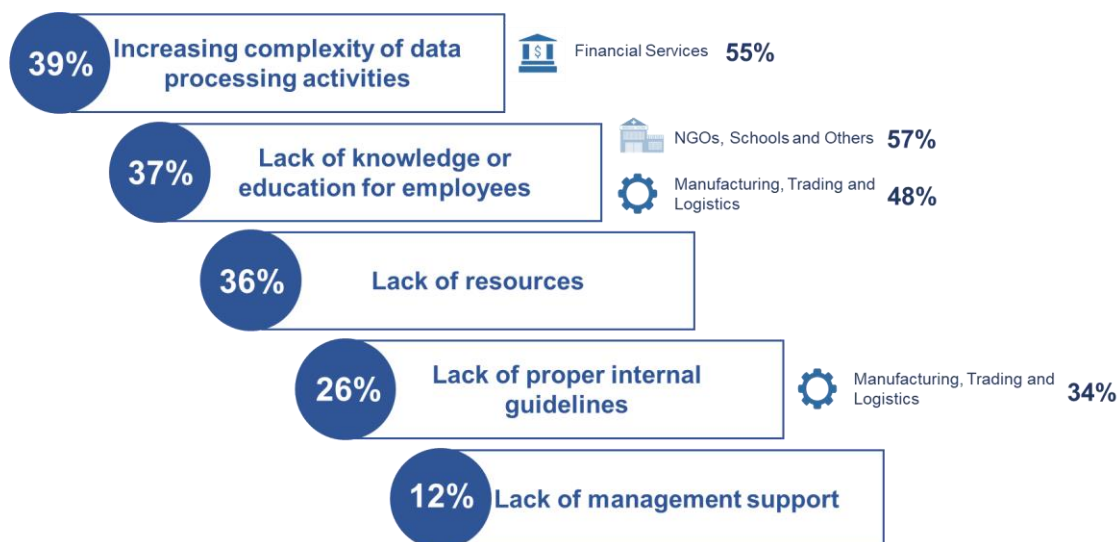 39%
Increasing complexity of data
processing activities
$
Financial Services 55%
37%
Lack of knowledge or
education for employees
NGOs, Schools and Others 57%
Manufacturing, Trading and
Logistics
48%
36%
Lack of resources
26%
Lack of proper internal
guidelines
Manufacturing, Trading and
Logistics
34%
12%
Lack of management support